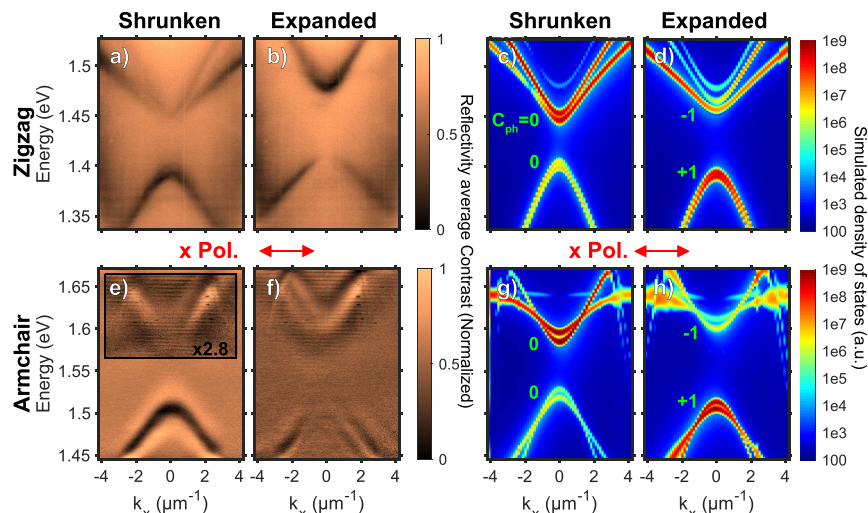 Shrunken Expanded Shrunken Expanded
Zigzag
Energy (eV)
1.5
1.45
1.4
1.35
a)
b)
1
0.5
0
c)
C_ph=0
0
d)
-1
+1
1e9
1e8
1e7
1e6
1e5
1e4
1e3
100
Reflectivity average Contrast (Normalized)
Simulated density of states (a.u.)
x Pol.
x Pol.
Armchair
Energy (eV)
1.65
1.6
1.55
1.5
1.45
e)
x2.8
f)
1
0.5
0
g)
0
0
h)
-1
+1
1e9
1e8
1e7
1e6
1e5
1e4
1e3
100
-4 -2 0 2 4 -4 -2 0 2 4 -4 -2 0 2 4 -4 -2 0 2 4
k_x (µm⁻¹) k_x (µm⁻¹) k_x (µm⁻¹) k_x (µm⁻¹)